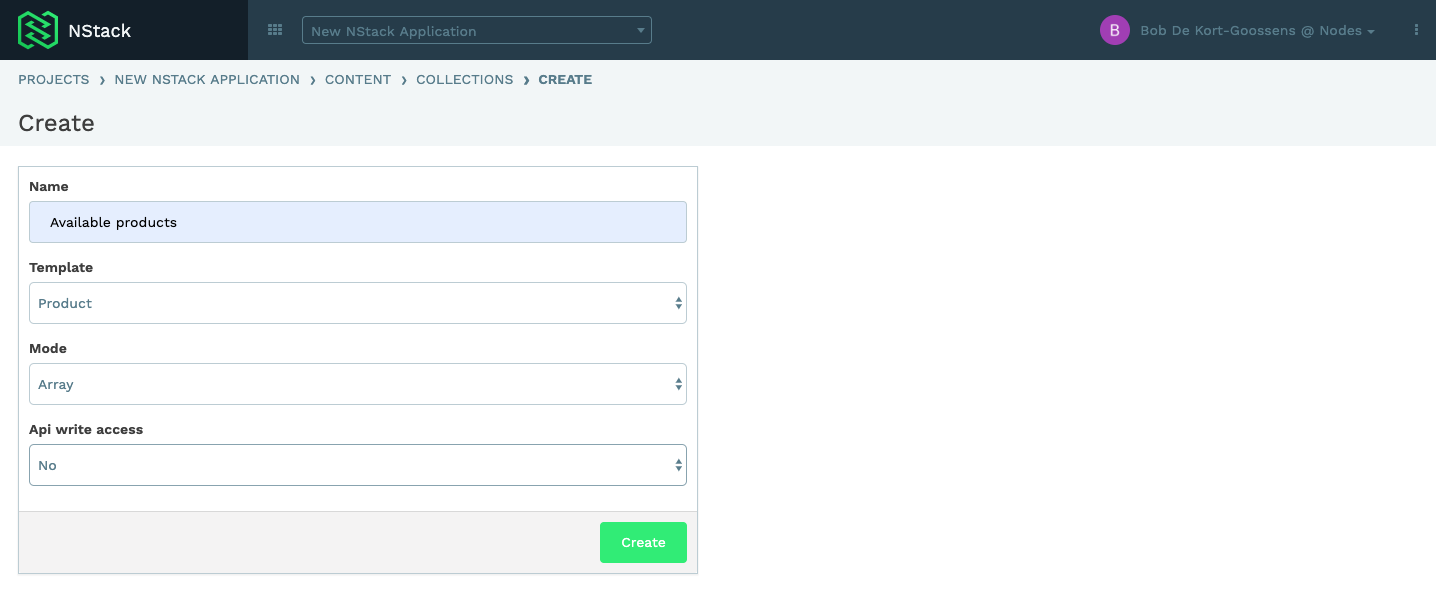 NStack
New NStack Application
B
Bob De Kort-Goossens @ Nodes
PROJECTS › NEW NSTACK APPLICATION › CONTENT › COLLECTIONS › CREATE
Create
Name
Available products
Template
Product
Mode
Array
Api write access
No
Create